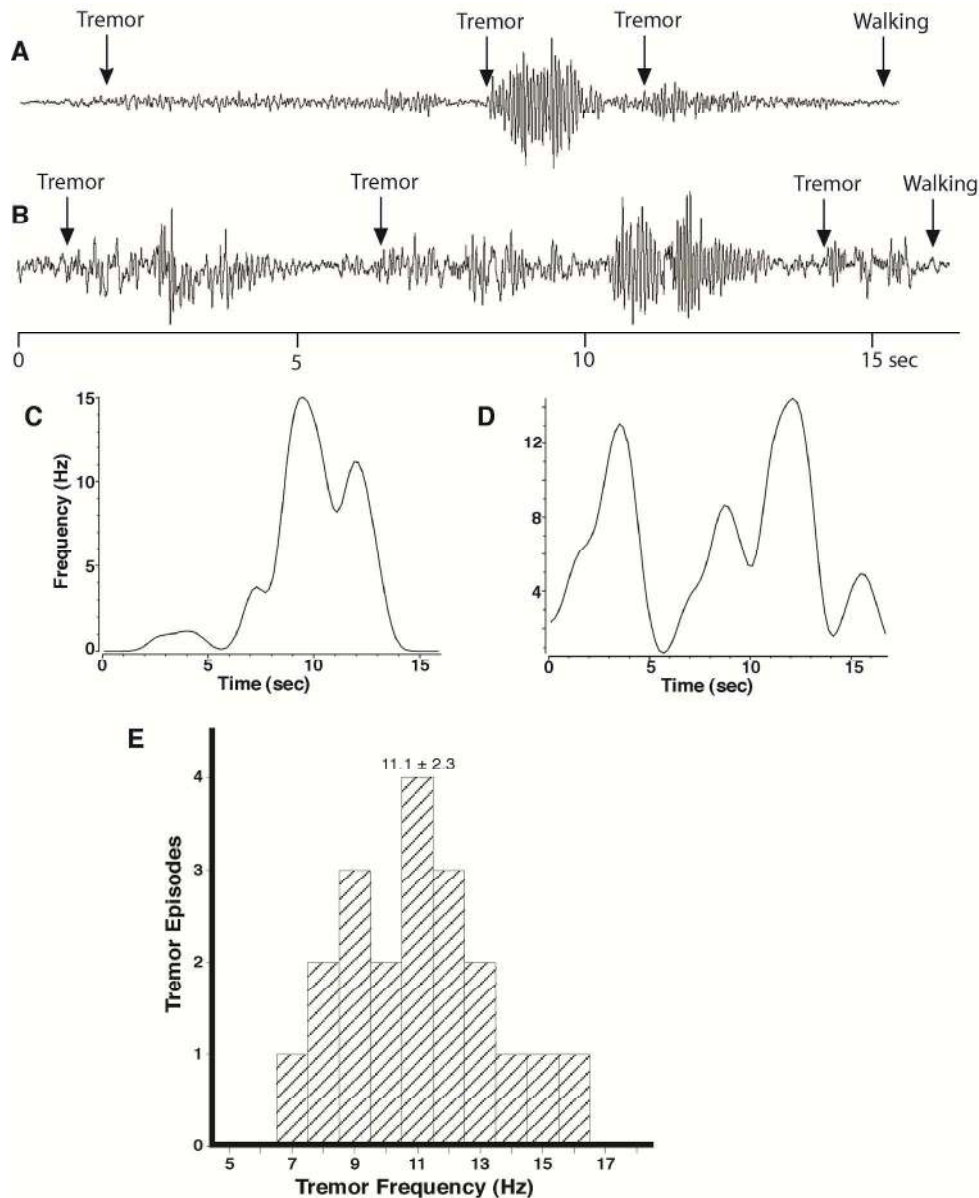 Tremor Tremor Tremor Walking
A
Tremor Tremor Tremor Walking
B
0 5 10 15 sec
C
15
10
5
0
Frequency (Hz)
0 5 10 15
Time (sec)
D
12
8
4
0 5 10 15
Time (sec)
E
11.1 ± 2.3
4
3
2
1
0
Tremor Episodes
5 7 9 11 13 15 17
Tremor Frequency (Hz)